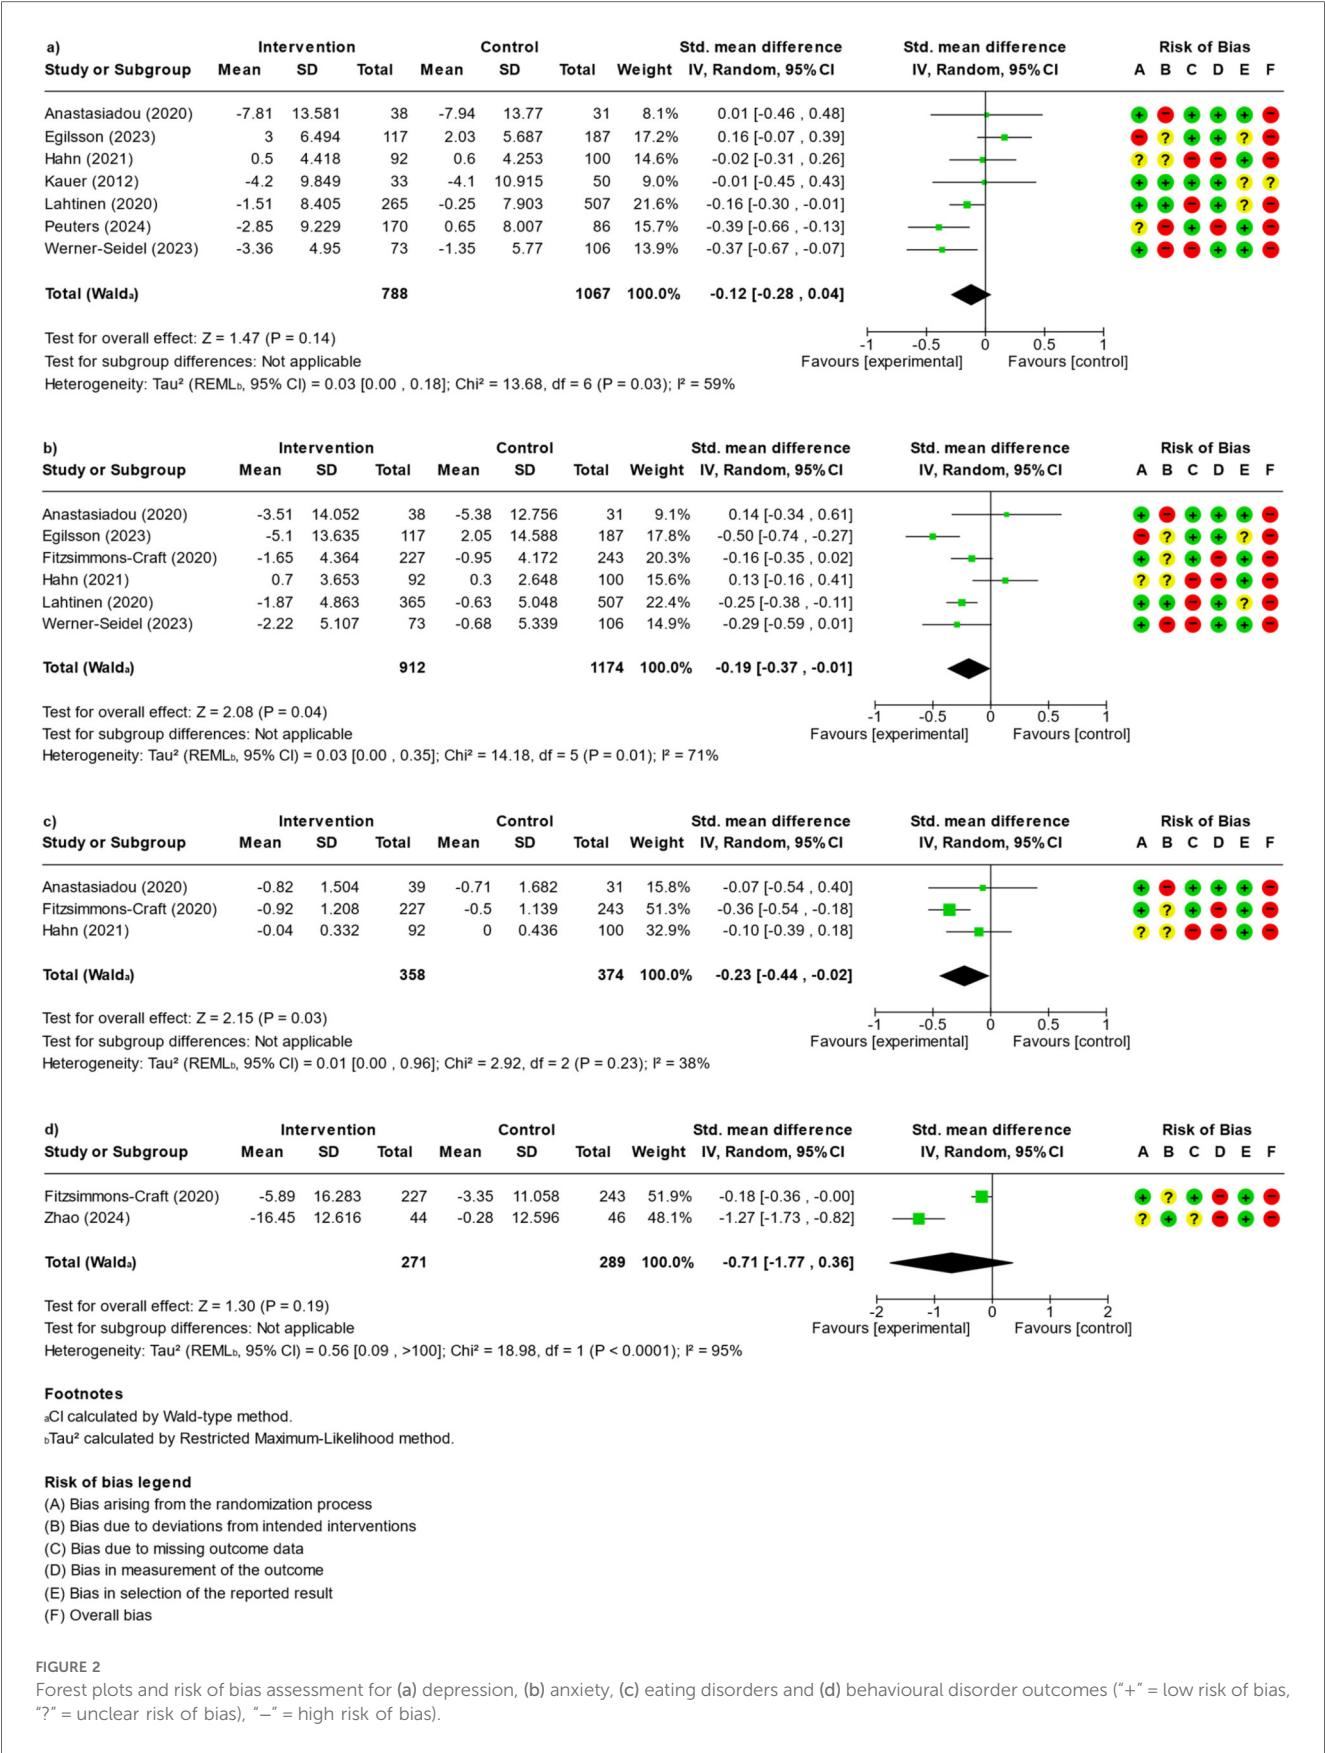 a) Intervention Control Std. mean difference Std. mean difference Risk of Bias
Study or Subgroup Mean SD Total Mean SD Total Weight IV, Random, 95% CI IV, Random, 95% CI A B C D E F
Anastasiadou (2020) -7.81 13.581 38 -7.94 13.77 31 8.1% 0.01 [-0.46 , 0.48] + − + + + −
Egilsson (2023) 3 6.494 117 2.03 5.687 187 17.2% 0.16 [-0.07 , 0.39] − ? + + ? −
Hahn (2021) 0.5 4.418 92 0.6 4.253 100 14.6% -0.02 [-0.31 , 0.26] ? ? − − + −
Kauer (2012) -4.2 9.849 33 -4.1 10.915 50 9.0% -0.01 [-0.45 , 0.43] + + + + ? ?
Lahtinen (2020) -1.51 8.405 265 -0.25 7.903 507 21.6% -0.16 [-0.30 , -0.01] + + − + ? −
Peuters (2024) -2.85 9.229 170 0.65 8.007 86 15.7% -0.39 [-0.66 , -0.13] ? − + − + −
Werner-Seidel (2023) -3.36 4.95 73 -1.35 5.77 106 13.9% -0.37 [-0.67 , -0.07] + − − + + −
Total (Walda) 788 1067 100.0% -0.12 [-0.28 , 0.04]
Test for overall effect: Z = 1.47 (P = 0.14)
-1 -0.5 0 0.5 1
Test for subgroup differences: Not applicable Favours [experimental] Favours [control]
Heterogeneity: Tau² (REMLb, 95% CI) = 0.03 [0.00 , 0.18]; Chi² = 13.68, df = 6 (P = 0.03); I² = 59%
b) Intervention Control Std. mean difference Std. mean difference Risk of Bias
Study or Subgroup Mean SD Total Mean SD Total Weight IV, Random, 95% CI IV, Random, 95% CI A B C D E F
Anastasiadou (2020) -3.51 14.052 38 -5.38 12.756 31 9.1% 0.14 [-0.34 , 0.61] + − + + + −
Egilsson (2023) -5.1 13.635 117 2.05 14.588 187 17.8% -0.50 [-0.74 , -0.27] − ? + + ? −
Fitzsimmons-Craft (2020) -1.65 4.364 227 -0.95 4.172 243 20.3% -0.16 [-0.35 , 0.02] + ? + − + −
Hahn (2021) 0.7 3.653 92 0.3 2.648 100 15.6% 0.13 [-0.16 , 0.41] ? ? − − + −
Lahtinen (2020) -1.87 4.863 365 -0.63 5.048 507 22.4% -0.25 [-0.38 , -0.11] + + − + ? −
Werner-Seidel (2023) -2.22 5.107 73 -0.68 5.339 106 14.9% -0.29 [-0.59 , 0.01] + − − + + −
Total (Walda) 912 1174 100.0% -0.19 [-0.37 , -0.01]
Test for overall effect: Z = 2.08 (P = 0.04)
-1 -0.5 0 0.5 1
Test for subgroup differences: Not applicable Favours [experimental] Favours [control]
Heterogeneity: Tau² (REMLb, 95% CI) = 0.03 [0.00 , 0.35]; Chi² = 14.18, df = 5 (P = 0.01); I² = 71%
c) Intervention Control Std. mean difference Std. mean difference Risk of Bias
Study or Subgroup Mean SD Total Mean SD Total Weight IV, Random, 95% CI IV, Random, 95% CI A B C D E F
Anastasiadou (2020) -0.82 1.504 39 -0.71 1.682 31 15.8% -0.07 [-0.54 , 0.40] + − + + + −
Fitzsimmons-Craft (2020) -0.92 1.208 227 -0.5 1.139 243 51.3% -0.36 [-0.54 , -0.18] + ? + − + −
Hahn (2021) -0.04 0.332 92 0 0.436 100 32.9% -0.10 [-0.39 , 0.18] ? ? − − + −
Total (Walda) 358 374 100.0% -0.23 [-0.44 , -0.02]
Test for overall effect: Z = 2.15 (P = 0.03)
-1 -0.5 0 0.5 1
Test for subgroup differences: Not applicable Favours [experimental] Favours [control]
Heterogeneity: Tau² (REMLb, 95% CI) = 0.01 [0.00 , 0.96]; Chi² = 2.92, df = 2 (P = 0.23); I² = 38%
d) Intervention Control Std. mean difference Std. mean difference Risk of Bias
Study or Subgroup Mean SD Total Mean SD Total Weight IV, Random, 95% CI IV, Random, 95% CI A B C D E F
Fitzsimmons-Craft (2020) -5.89 16.283 227 -3.35 11.058 243 51.9% -0.18 [-0.36 , -0.00] + ? + − + −
Zhao (2024) -16.45 12.616 44 -0.28 12.596 46 48.1% -1.27 [-1.73 , -0.82] ? + ? − + −
Total (Walda) 271 289 100.0% -0.71 [-1.77 , 0.36]
Test for overall effect: Z = 1.30 (P = 0.19)
-2 -1 0 1 2
Test for subgroup differences: Not applicable Favours [experimental] Favours [control]
Heterogeneity: Tau² (REMLb, 95% CI) = 0.56 [0.09 , >100]; Chi² = 18.98, df = 1 (P < 0.0001); I² = 95%
Footnotes
aCI calculated by Wald-type method.
bTau² calculated by Restricted Maximum-Likelihood method.
Risk of bias legend
(A) Bias arising from the randomization process
(B) Bias due to deviations from intended interventions
(C) Bias due to missing outcome data
(D) Bias in measurement of the outcome
(E) Bias in selection of the reported result
(F) Overall bias
FIGURE 2
Forest plots and risk of bias assessment for (a) depression, (b) anxiety, (c) eating disorders and (d) behavioural disorder outcomes ("+" = low risk of bias,
"?" = unclear risk of bias), "−" = high risk of bias).